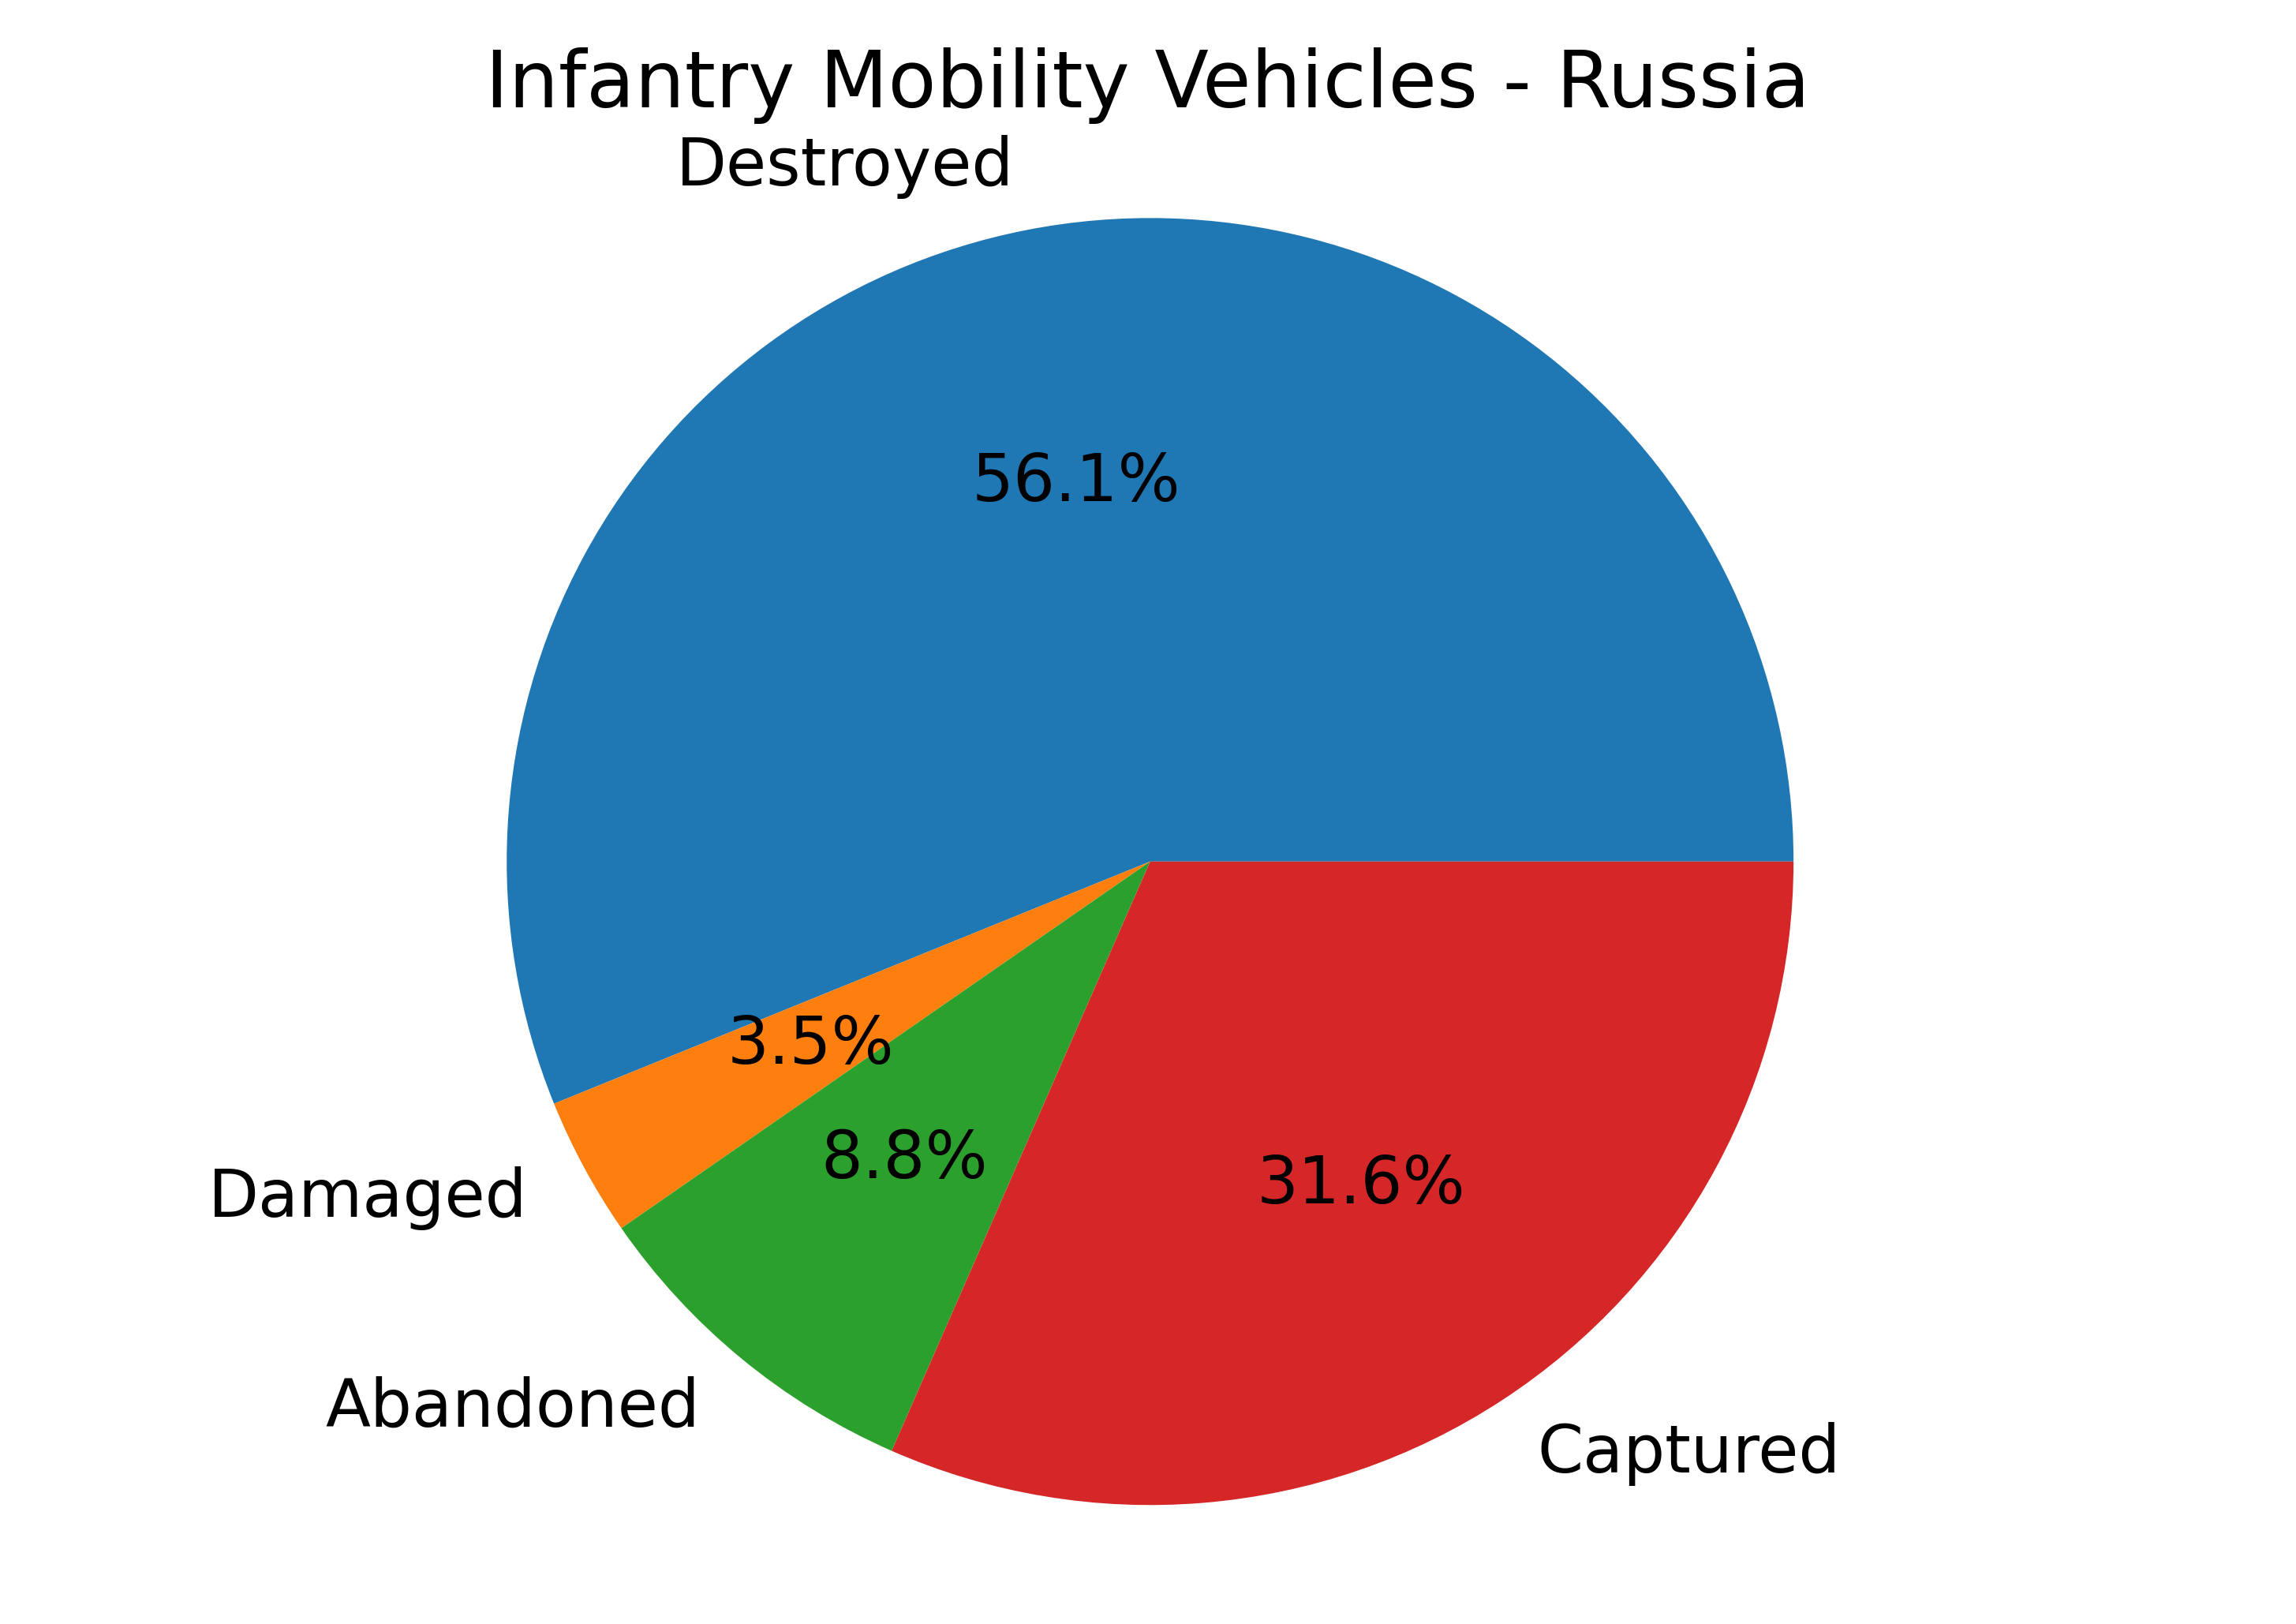 Infantry Mobility Vehicles - Russia
Destroyed
56.1%
3.5%
8.8%
31.6%
Damaged
Abandoned
Captured